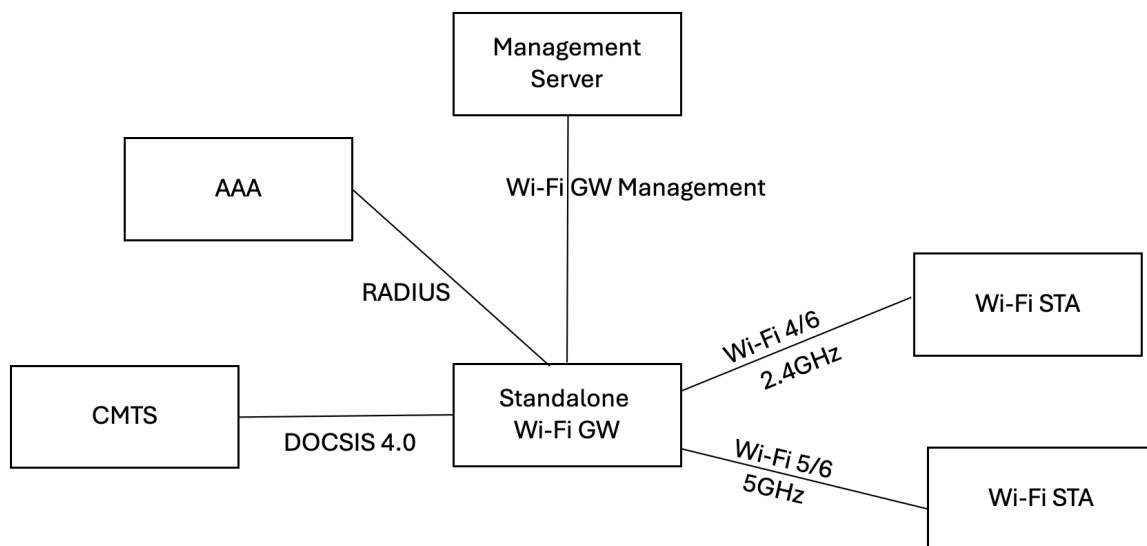 Management
Server
AAA
Wi-Fi GW Management
RADIUS
Wi-Fi STA
Wi-Fi 4/6
2.4GHz
CMTS
DOCSIS 4.0
Standalone
Wi-Fi GW
Wi-Fi 5/6
5GHz
Wi-Fi STA